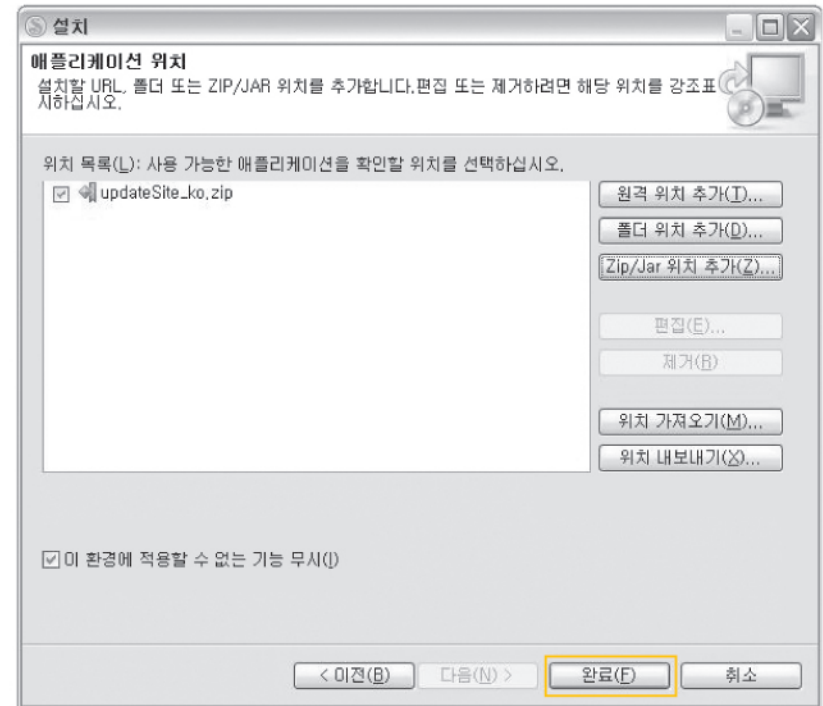 설치
애플리케이션 위치
설치할 URL, 폴더 또는 ZIP/JAR 위치를 추가합니다.편집 또는 제거하려면 해당 위치를 강조표
시하십시오.
위치 목록(L): 사용 가능한 애플리케이션을 확인할 위치를 선택하십시오.
updateSite_ko.zip
원격 위치 추가(T)...
폴더 위치 추가(D)...
Zip/Jar 위치 추가(Z)...
편집(E)...
제거(R)
위치 가져오기(M)...
위치 내보내기(X)...
이 환경에 적용할 수 없는 기능 무시(I)
< 이전(B) 다음(N) > 완료(F) 취소